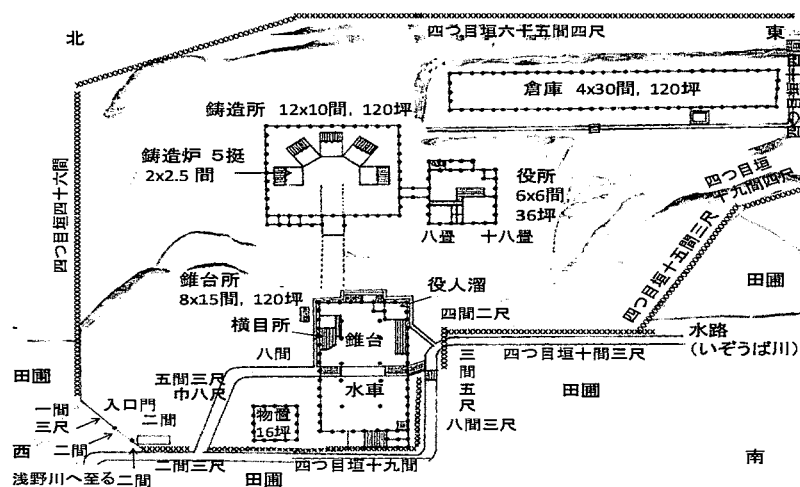 北
四つ目垣六十五間四尺
東
倉庫 4x30間, 120坪
鋳造所 12x10間, 120坪
鋳造炉 5挺
2x2.5 間
四つ目垣四十六間
役所
6x6間,
36坪
八畳 十八畳
四つ目垣
十九間四尺
四つ目垣十五間三尺
田圃
錐台所
8x15間, 120坪
役人溜
横目所
錐台
四間二尺
水路
(いぞうば川)
八間
三間五尺
四つ目垣十間三尺
田圃
五間三尺
巾八尺
水車
田圃
一間
三尺
入口門
二間
物置
16坪
八間三尺
西
二間
二間三尺
四つ目垣十九間
南
浅野川へ至る
二間
田圃